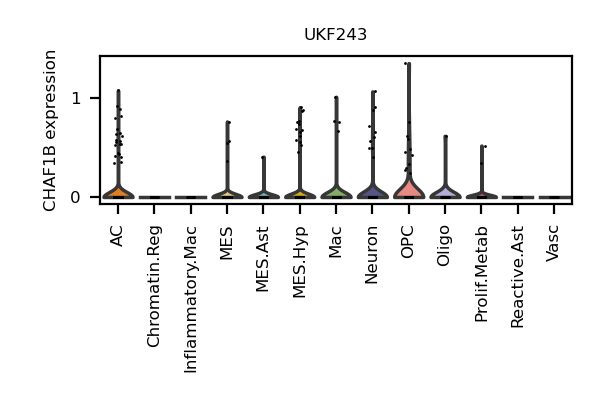 UKF243
CHAF1B expression
1
0
AC
Chromatin.Reg
Inflammatory.Mac
MES
MES.Ast
MES.Hyp
Mac
Neuron
OPC
Oligo
Prolif.Metab
Reactive.Ast
Vasc